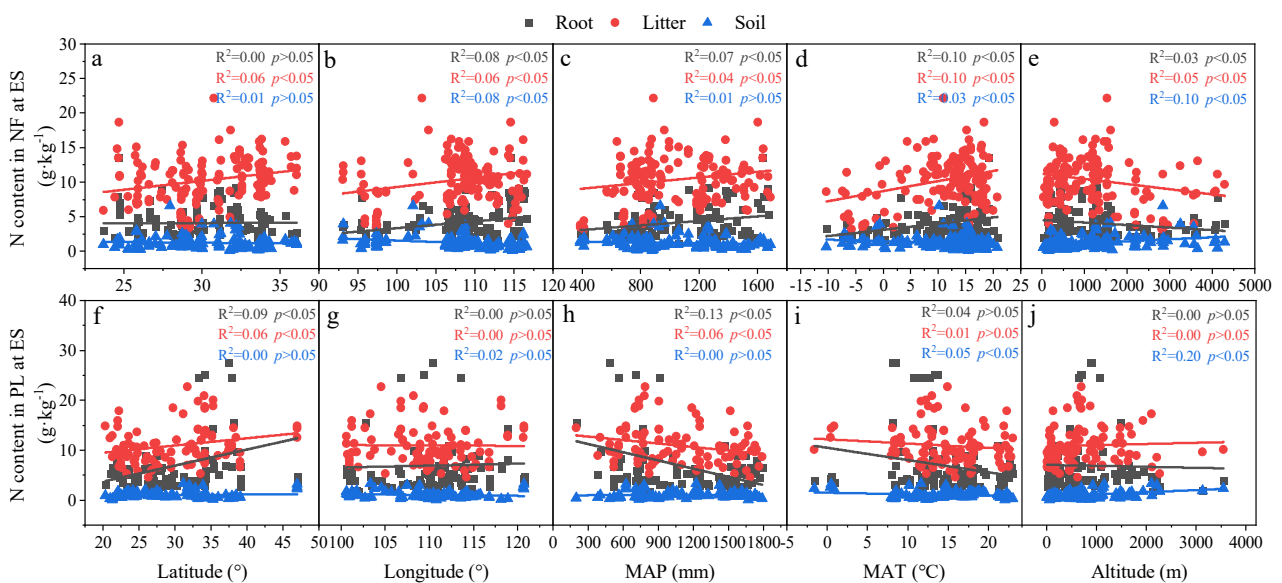 Root Litter Soil
N content in NF at ES
(g·kg⁻¹)
30
25
20
15
10
5
0
a
R²=0.00 p>0.05
R²=0.06 p<0.05
R²=0.01 p>0.05
b
R²=0.08 p<0.05
R²=0.06 p<0.05
R²=0.08 p<0.05
c
R²=0.07 p<0.05
R²=0.04 p<0.05
R²=0.01 p>0.05
d
R²=0.10 p<0.05
R²=0.10 p<0.05
R²=0.03 p<0.05
e
R²=0.03 p<0.05
R²=0.05 p<0.05
R²=0.10 p<0.05
25 30 35
90 95 100 105 110 115 120
400 800 1200 1600
-15 -10 -5 0 5 10 15 20 25
0 1000 2000 3000 4000 5000
N content in PL at ES
(g·kg⁻¹)
40
30
20
10
0
f
R²=0.09 p<0.05
R²=0.06 p<0.05
R²=0.00 p>0.05
g
R²=0.00 p>0.05
R²=0.00 p>0.05
R²=0.02 p>0.05
h
R²=0.13 p<0.05
R²=0.06 p<0.05
R²=0.00 p>0.05
i
R²=0.04 p>0.05
R²=0.01 p>0.05
R²=0.05 p<0.05
j
R²=0.00 p>0.05
R²=0.00 p>0.05
R²=0.20 p<0.05
20 25 30 35 40 45 50
100 105 110 115 120
0 300 600 900 1200 1500 1800
-5 0 5 10 15 20
0 1000 2000 3000 4000
Latitude (°)
Longitude (°)
MAP (mm)
MAT (℃)
Altitude (m)